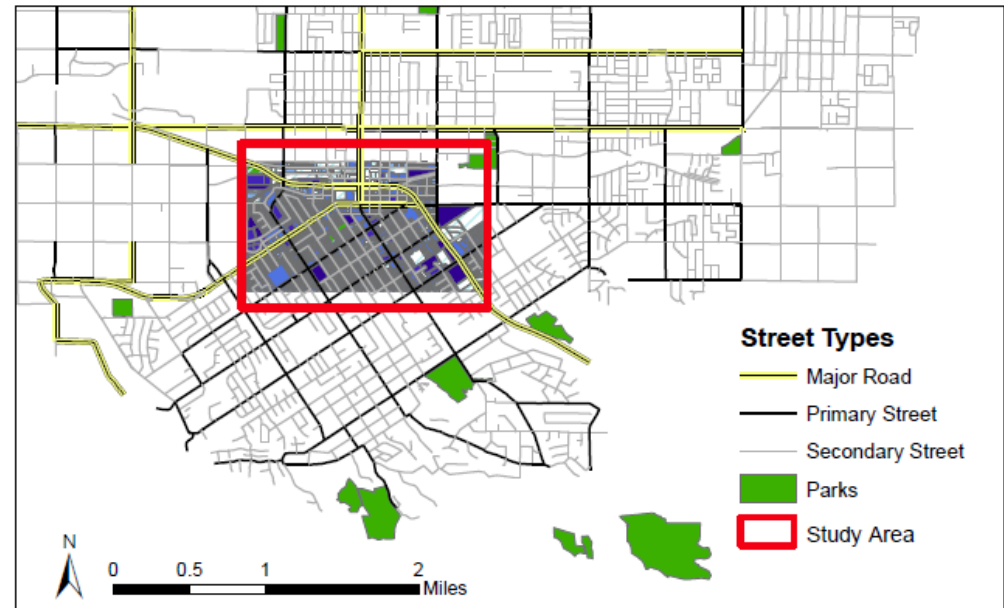 Street Types
Major Road
Primary Street
Secondary Street
Parks
Study Area
N
0 0.5 1 2
Miles